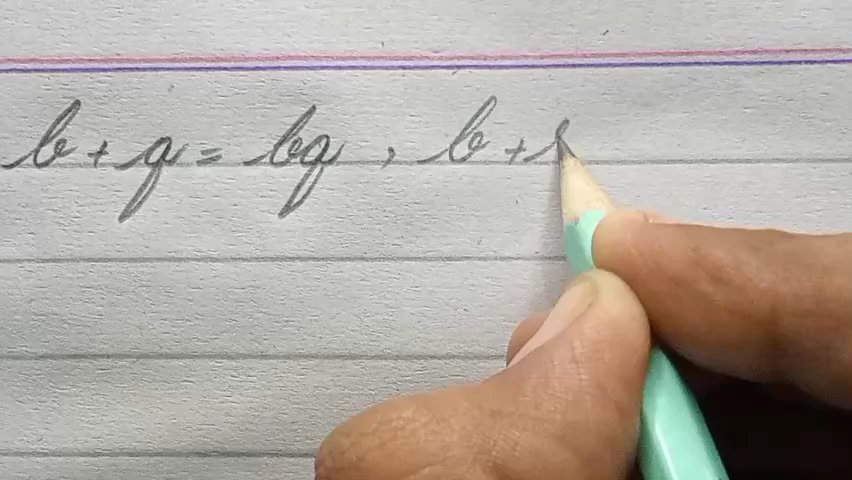 b + q = bq , b +